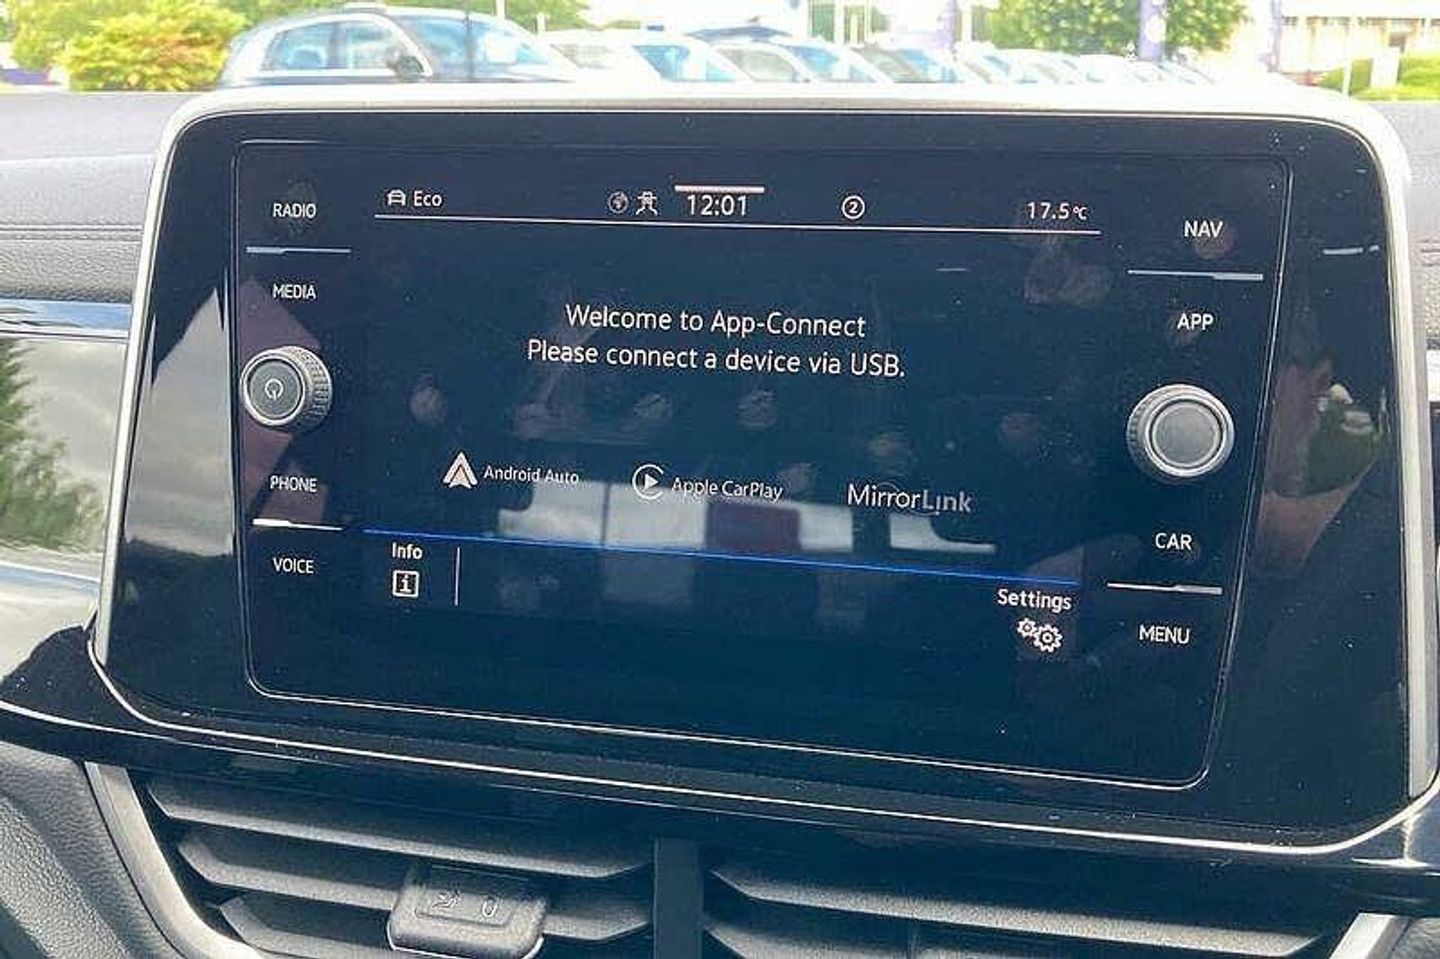 RADIO
MEDIA
PHONE
VOICE
Eco
12:01
2
17.5°C
Welcome to App-Connect
Please connect a device via USB.
Android Auto
Apple CarPlay
MirrorLink
Info
i
Settings
NAV
APP
CAR
MENU